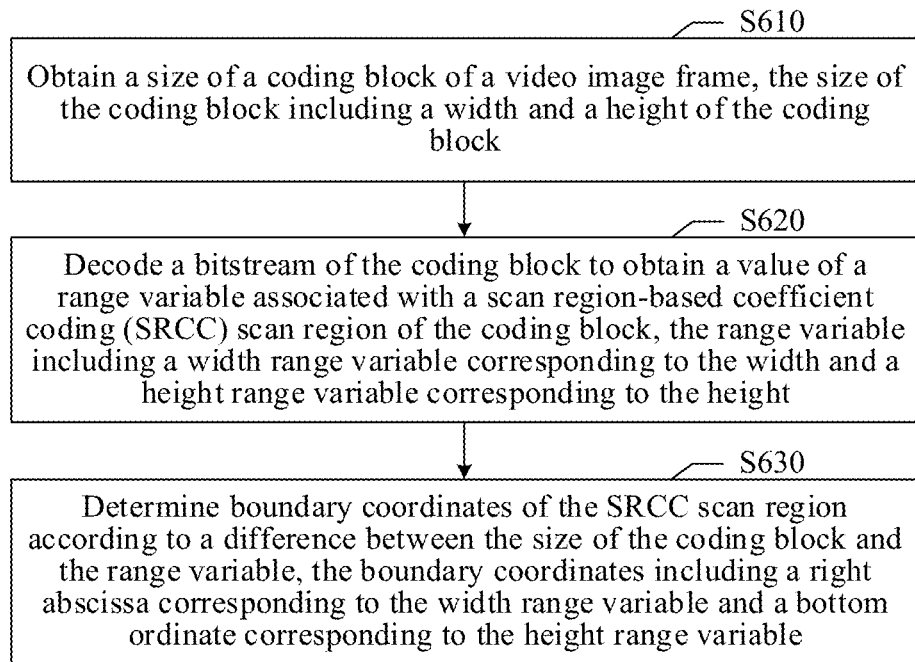 S610
Obtain a size of a coding block of a video image frame, the size of
the coding block including a width and a height of the coding
block
S620
Decode a bitstream of the coding block to obtain a value of a
range variable associated with a scan region-based coefficient
coding (SRCC) scan region of the coding block, the range variable
including a width range variable corresponding to the width and a
height range variable corresponding to the height
S630
Determine boundary coordinates of the SRCC scan region
according to a difference between the size of the coding block and
the range variable, the boundary coordinates including a right
abscissa corresponding to the width range variable and a bottom
ordinate corresponding to the height range variable